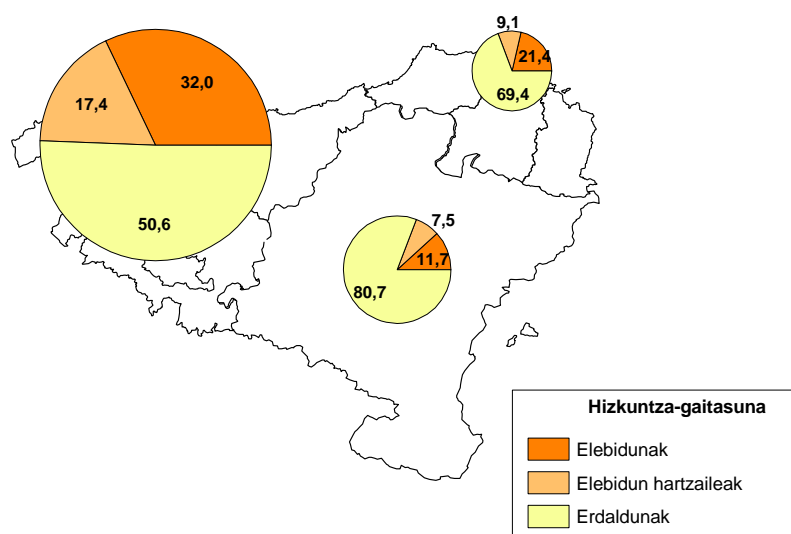 9,1
21,4
69,4
32,0
17,4
50,6
7,5
11,7
80,7
Hizkuntza-gaitasuna
Elebidunak
Elebidun hartzaileak
Erdaldunak